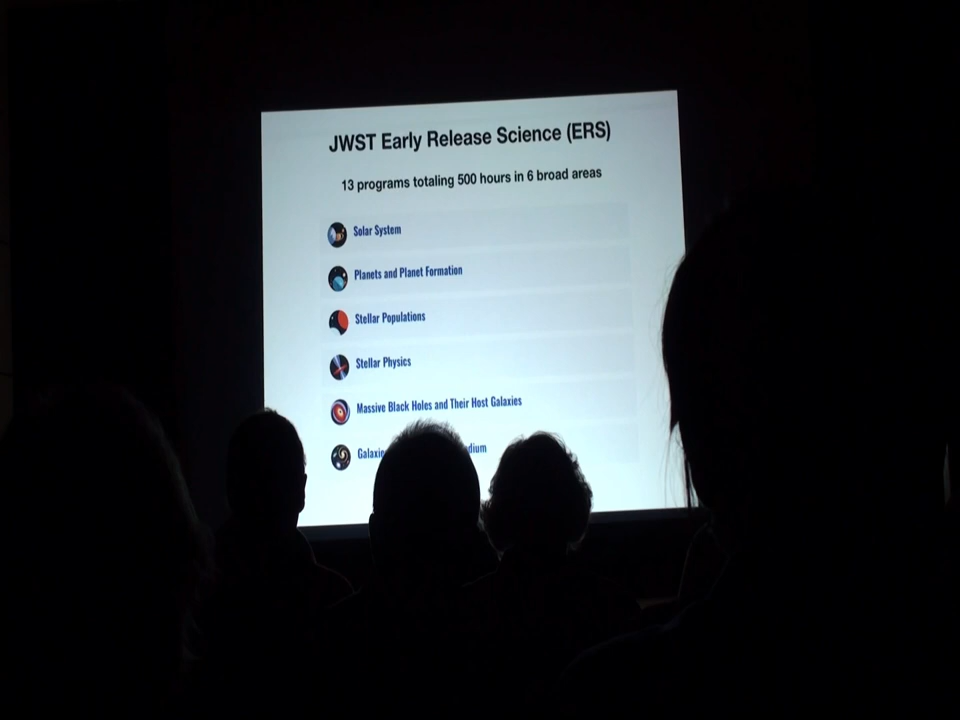 JWST Early Release Science (ERS)
13 programs totaling 500 hours in 6 broad areas
Solar System
Planets and Planet Formation
Stellar Populations
Stellar Physics
Massive Black Holes and Their Host Galaxies